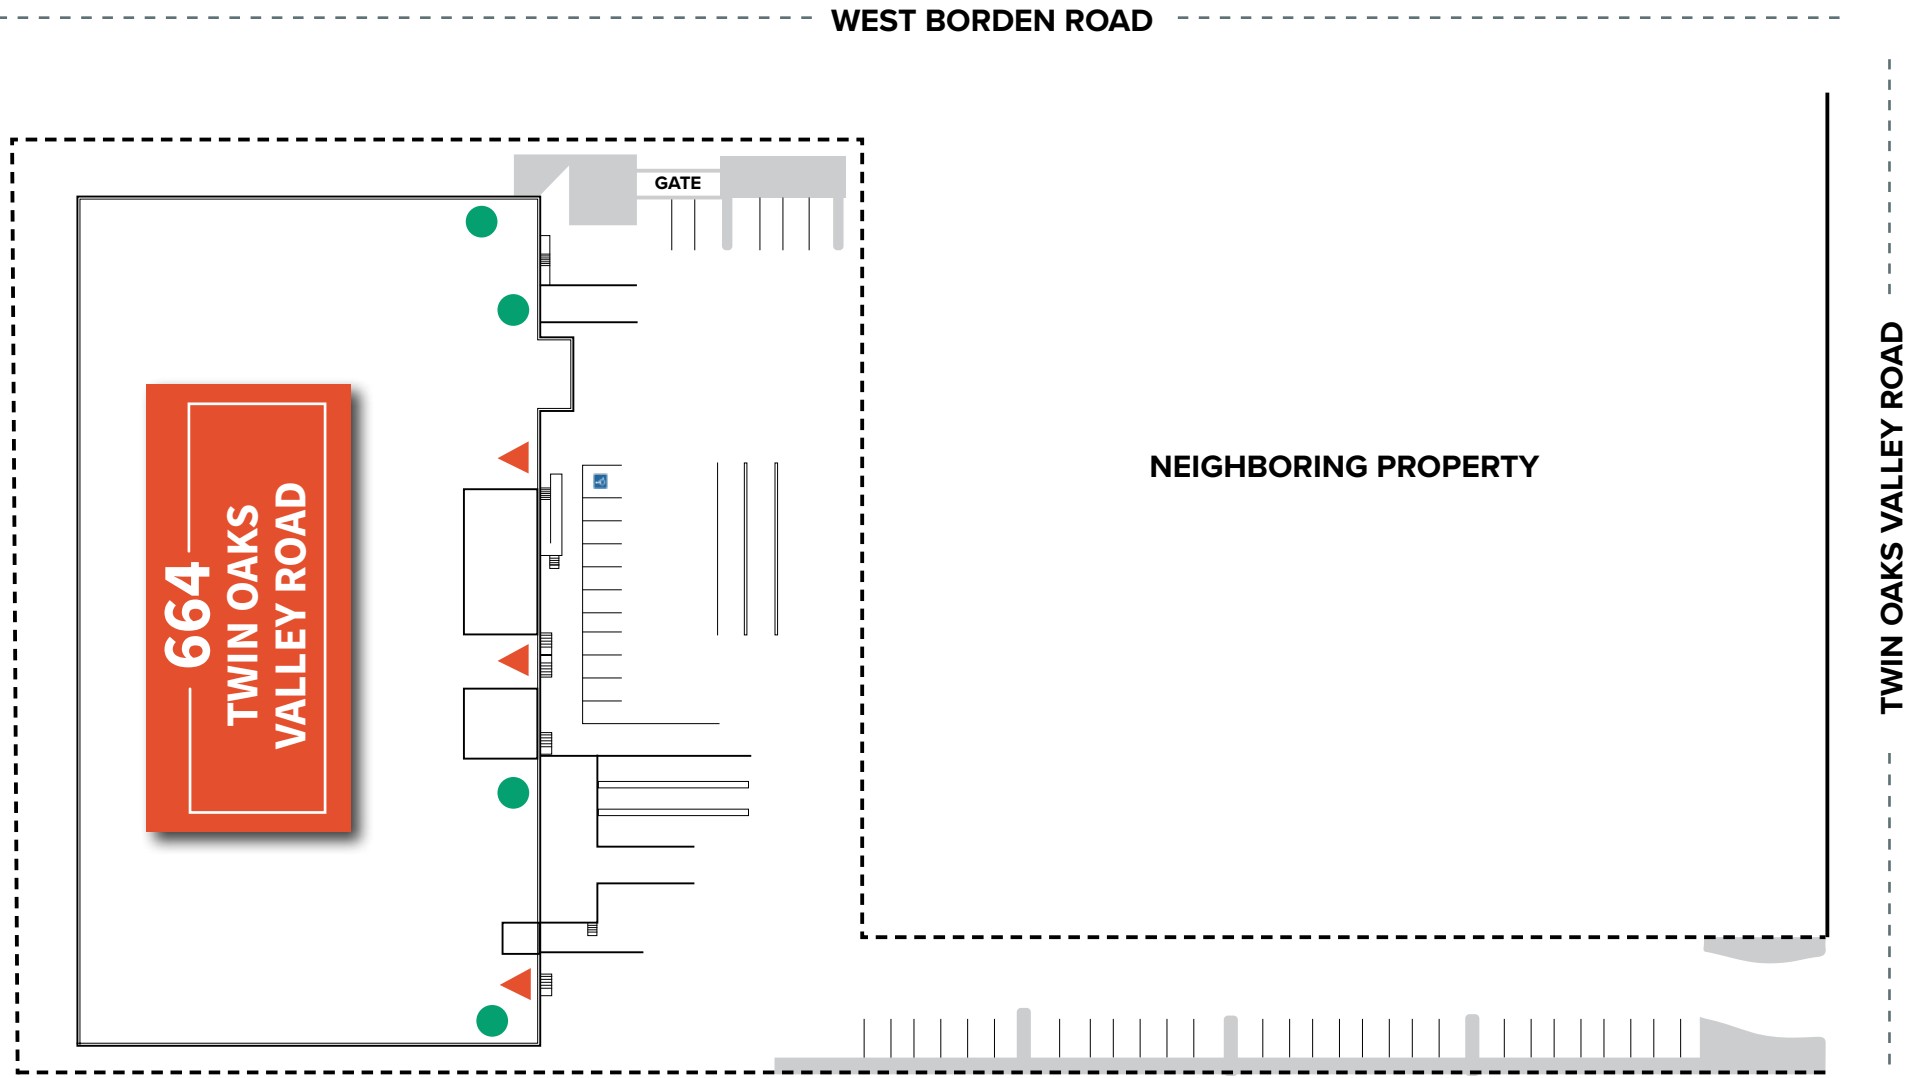 WEST BORDEN ROAD
GATE
NEIGHBORING PROPERTY
TWIN OAKS VALLEY ROAD
664
TWIN OAKS
VALLEY ROAD